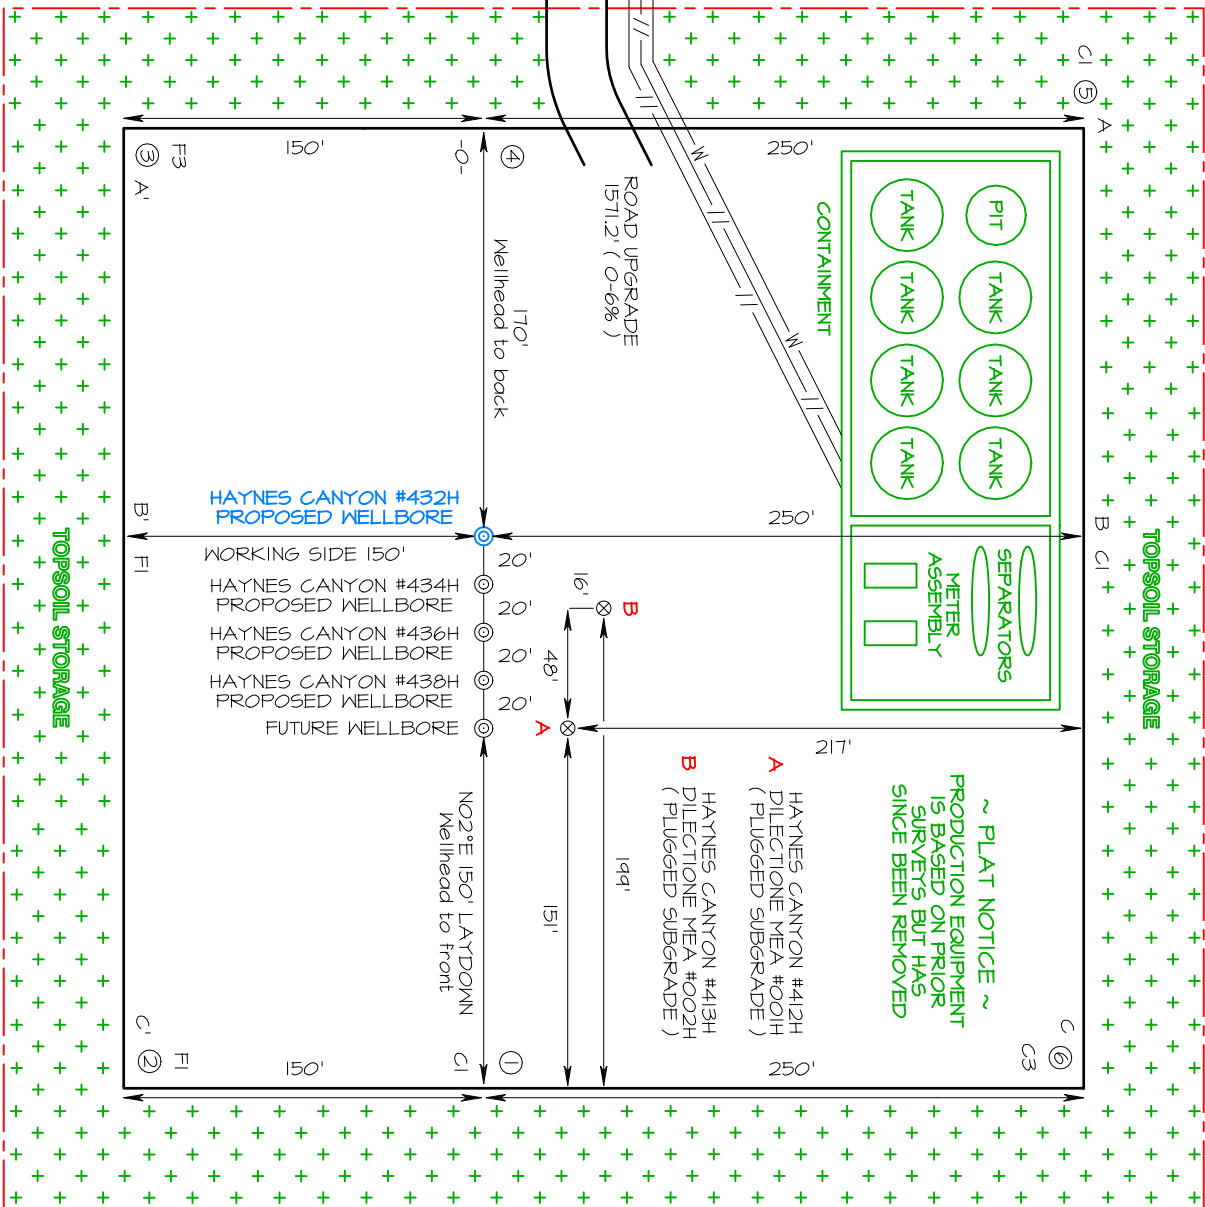 C1 ⑤
A
150'
250'
③
F3
A'
-0-
④
ROAD UPGRADE
1571.2' ( 0-6% )
170'
Wellhead to back
W
//
W
//
//
//
//
W
//
PIT
TANK
TANK
TANK
TANK
TANK
TANK
TANK
CONTAINMENT
HAYNES CANYON #432H
PROPOSED WELLBORE
250'
B C1
B'
F1
WORKING SIDE 150'
20'
HAYNES CANYON #434H
PROPOSED WELLBORE
20'
HAYNES CANYON #436H
PROPOSED WELLBORE
20'
HAYNES CANYON #438H
PROPOSED WELLBORE
20'
FUTURE WELLBORE
16'
B
48'
A
SEPARATORS
METER
ASSEMBLY
217'
TOPSOIL STORAGE
TOPSOIL STORAGE
~ PLAT NOTICE ~
PRODUCTION EQUIPMENT
IS BASED ON PRIOR
SURVEYS BUT HAS
SINCE BEEN REMOVED
A HAYNES CANYON #412H
DILECTIONE MEA #001H
( PLUGGED SUBGRADE )
B HAYNES CANYON #413H
DILECTIONE MEA #002H
( PLUGGED SUBGRADE )
199'
151'
N02°E 150' LAYDOWN
Wellhead to front
C'
②
F1
150'
C1
①
250'
C
⑥
C3